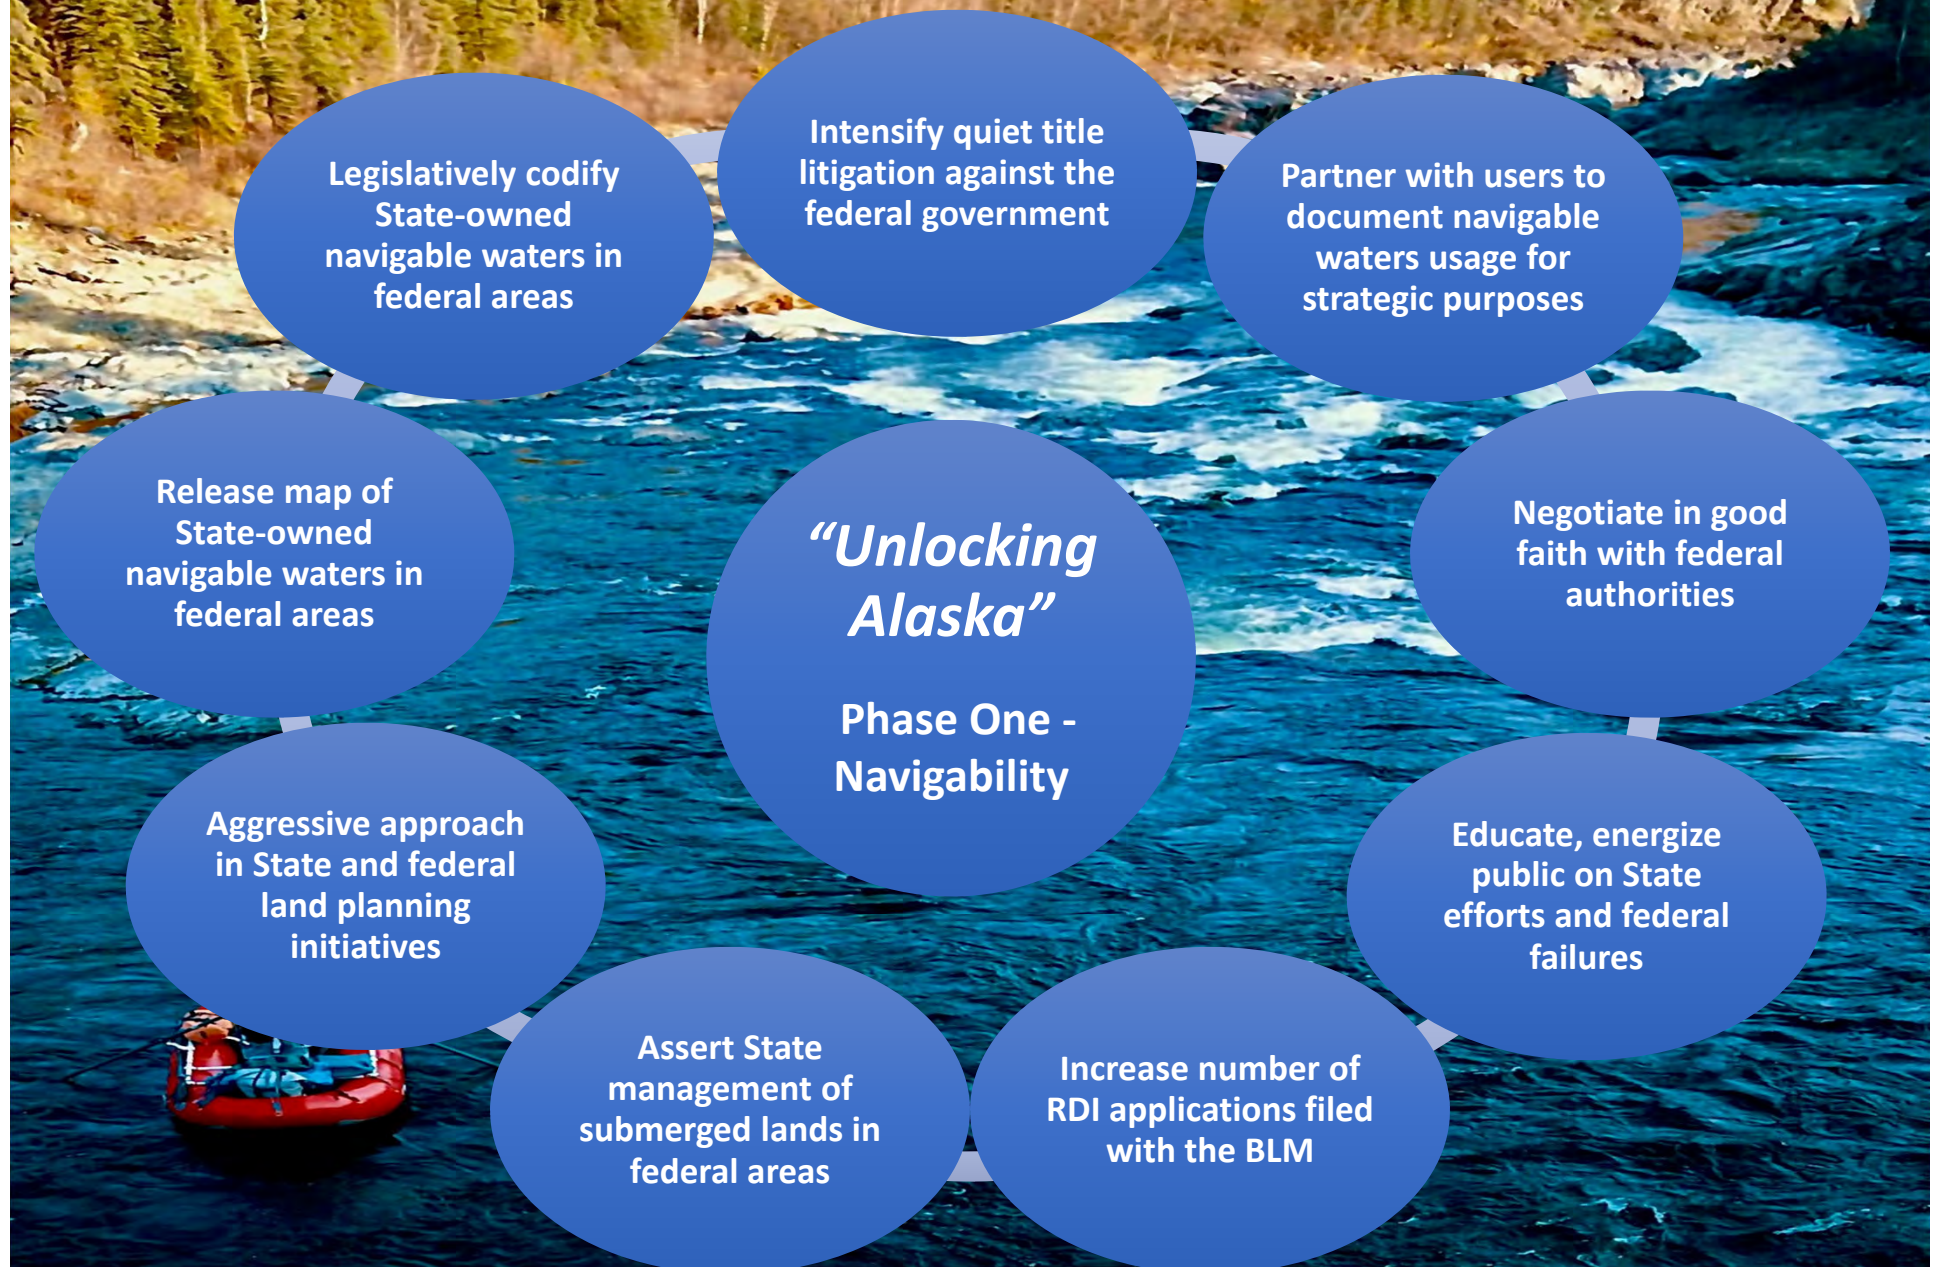 Intensify quiet title
litigation against the
federal government
Partner with users to
document navigable
waters usage for
strategic purposes
Negotiate in good
faith with federal
authorities
Educate, energize
public on State
efforts and federal
failures
Increase number of
RDI applications filed
with the BLM
Assert State
management of
submerged lands in
federal areas
Aggressive approach
in State and federal
land planning
initiatives
Release map of
State-owned
navigable waters in
federal areas
Legislatively codify
State-owned
navigable waters in
federal areas
“Unlocking
Alaska”
Phase One -
Navigability